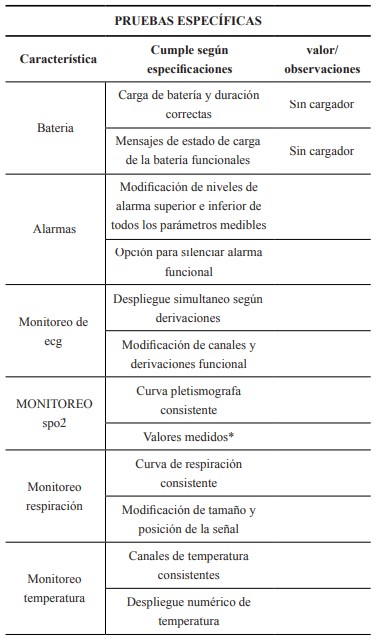 PRUEBAS ESPECÍFICAS
Característica
Cumple según
especificaciones
valor/
observaciones
Bateria
Carga de batería y duración
correctas
Sin cargador
Mensajes de estado de carga
de la batería funcionales
Sin cargador
Alarmas
Modificación de niveles de
alarma superior e inferior de
todos los parámetros medibles
Opción para silenciar alarma
funcional
Monitoreo de
ecg
Despliegue simultaneo según
derivaciones
Modificación de canales y
derivaciones funcional
MONITOREO
spo2
Curva pletismografa
consistente
Valores medidos*
Monitoreo
respiración
Curva de respiración
consistente
Modificación de tamaño y
posición de la señal
Monitoreo
temperatura
Canales de temperatura
consistentes
Despliegue numérico de
temperatura